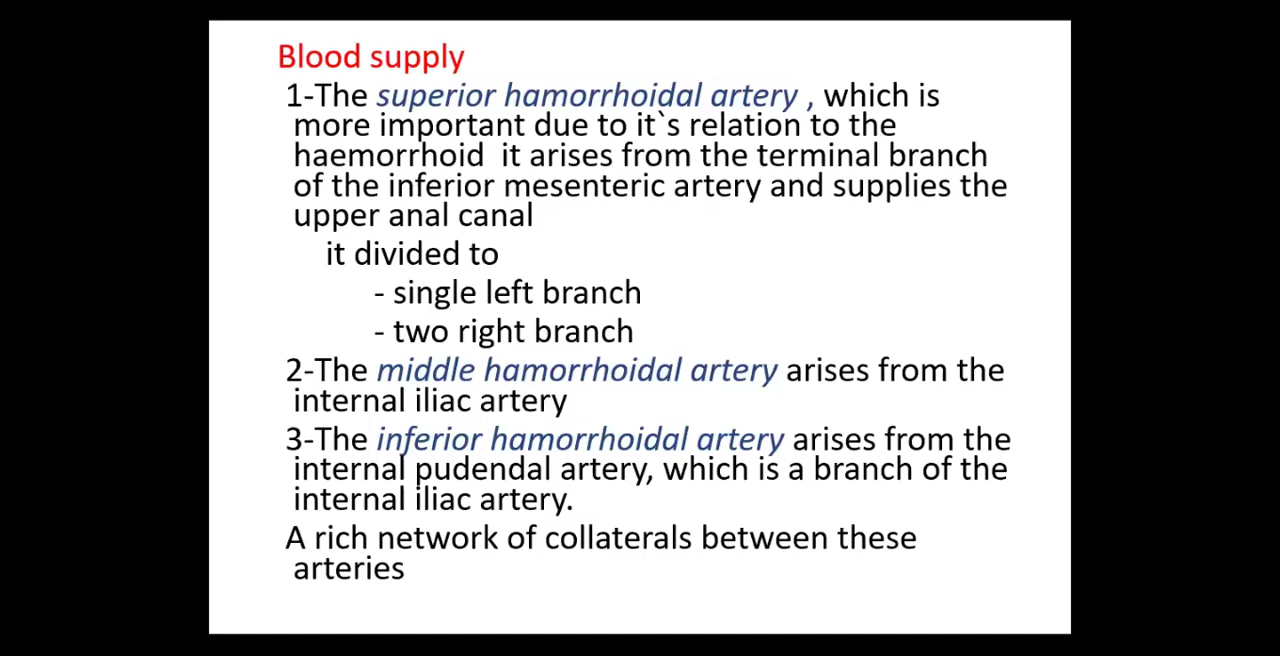 Blood supply
1-The superior hamorrhoidal artery , which is
more important due to it`s relation to the
haemorrhoid it arises from the terminal branch
of the inferior mesenteric artery and supplies the
upper anal canal
it divided to
- single left branch
- two right branch
2-The middle hamorrhoidal artery arises from the
internal iliac artery
3-The inferior hamorrhoidal artery arises from the
internal pudendal artery, which is a branch of the
internal iliac artery.
A rich network of collaterals between these
arteries